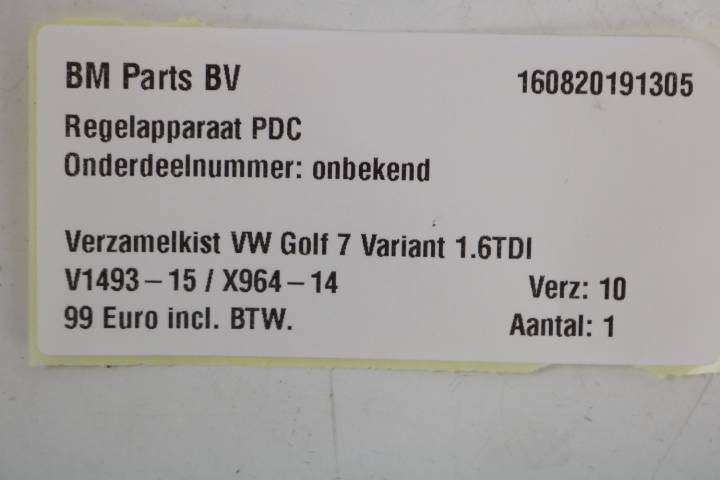 BM Parts BV 160820191305
Regelapparaat PDC
Onderdeelnummer: onbekend
Verzamelkist VW Golf 7 Variant 1.6TDI
V1493-15 / X964-14 Verz: 10
99 Euro incl. BTW. Aantal: 1